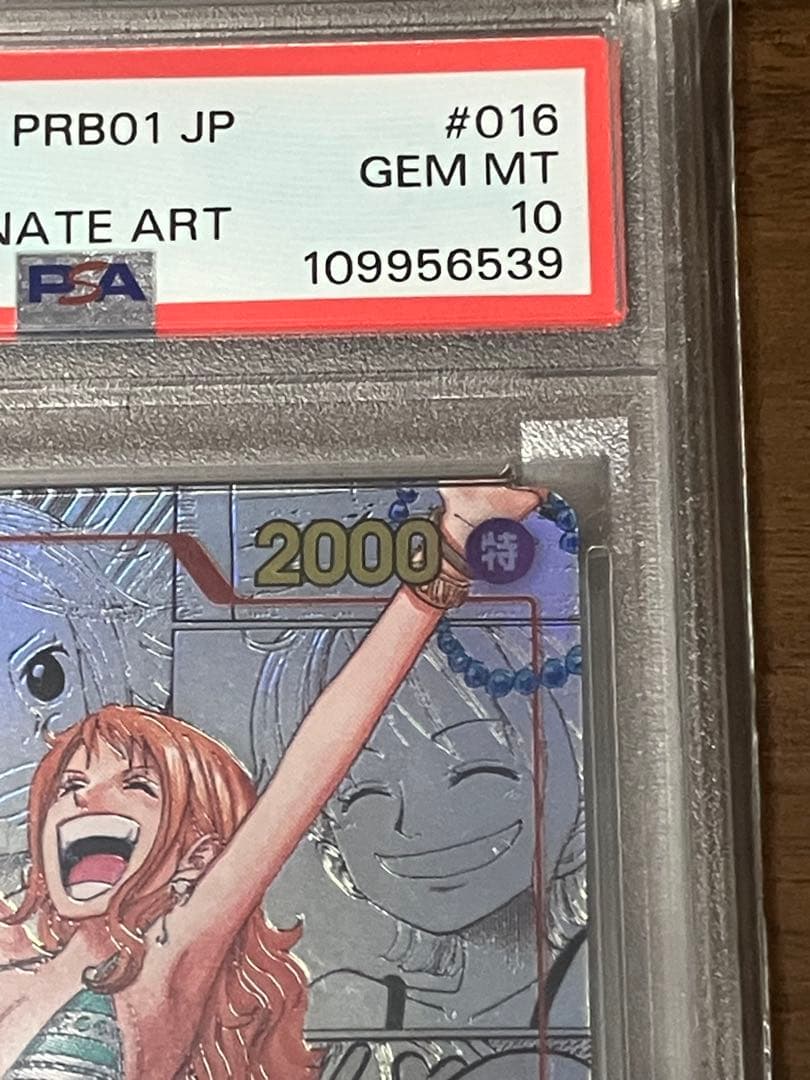 PRB01 JP #016
GEM MT
NATE ART 10
PSA 109956539
2000 特